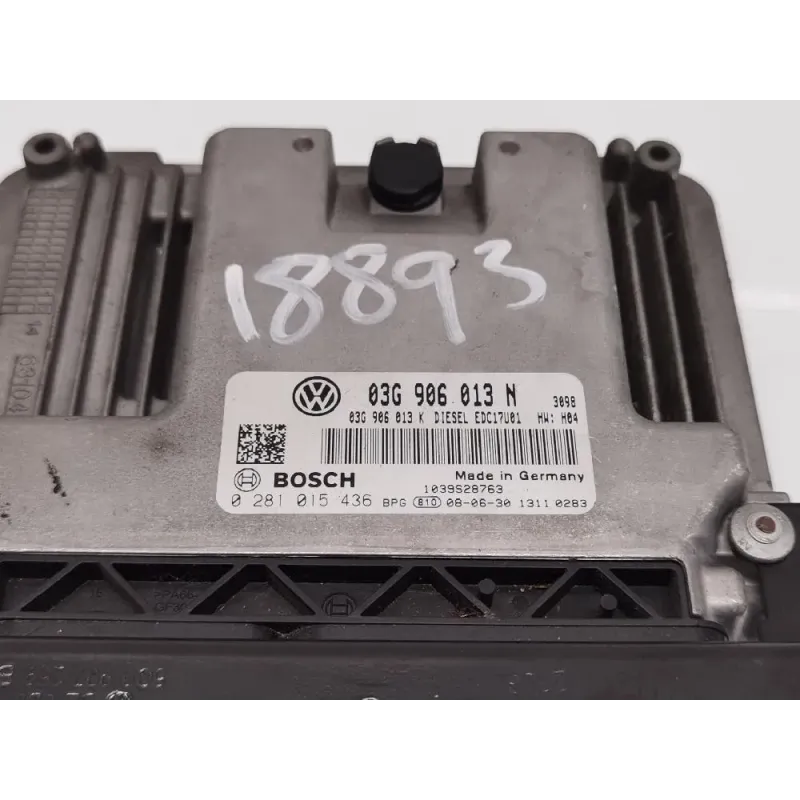 18893
03G 906 013 N 3098
03G 906 013 K DIESEL EDC17U01 HW: H04
BOSCH Made in Germany
1039S28763
0 281 015 436 BPG 810 08-06-30 1311 0283